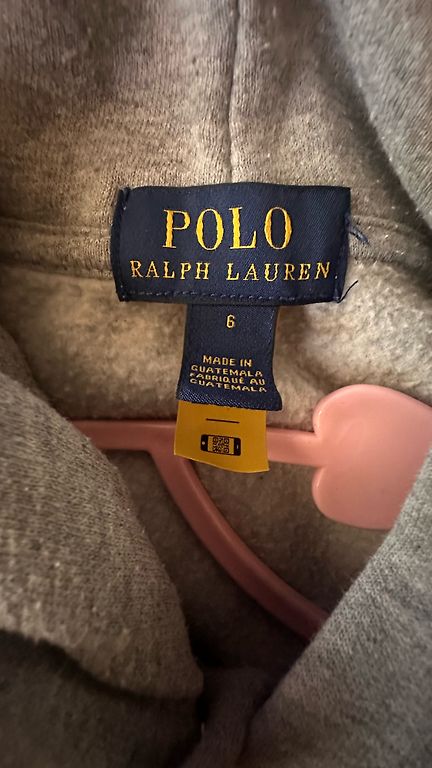 POLO
RALPH LAUREN
6
MADE IN
GUATEMALA
FABRIQUÉ AU
GUATEMALA